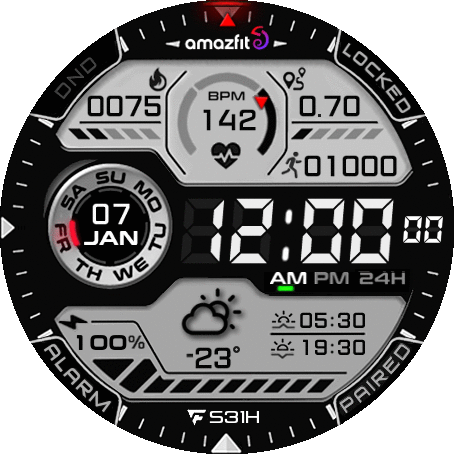 amazfit
DND
LOCKED
0075
BPM
142
0.70
01000
SA SU MO TU WE TH FR
07
JAN
12:00 00
AM PM 24H
100%
-23°
05:30
19:30
ALARM
PAIRED
S31H